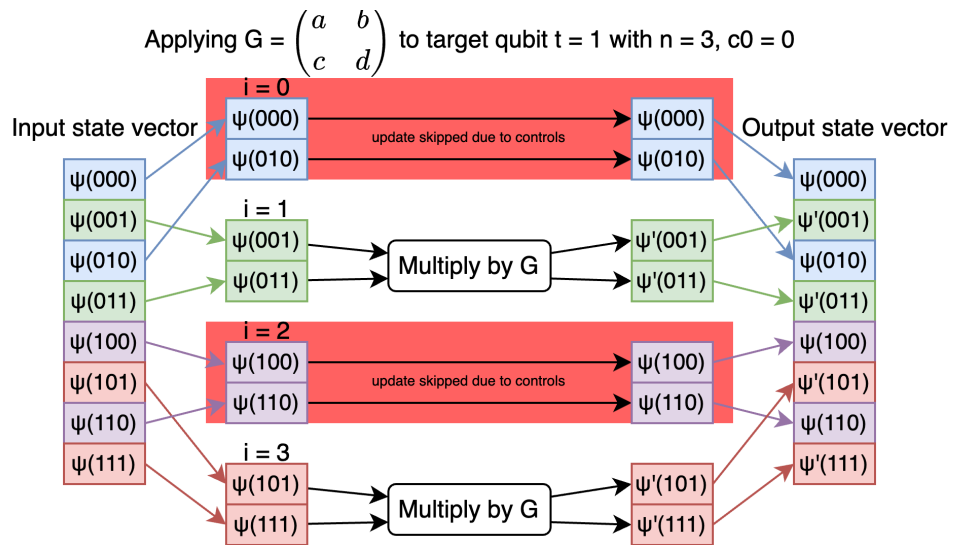 Applying G = (a b
c d) to target qubit t = 1 with n = 3, c0 = 0
Input state vector
ψ(000)
ψ(001)
ψ(010)
ψ(011)
ψ(100)
ψ(101)
ψ(110)
ψ(111)
i = 0
ψ(000)
ψ(010)
update skipped due to controls
ψ(000)
ψ(010)
i = 1
ψ(001)
ψ(011)
Multiply by G
ψ'(001)
ψ'(011)
i = 2
ψ(100)
ψ(110)
update skipped due to controls
ψ(100)
ψ(110)
i = 3
ψ(101)
ψ(111)
Multiply by G
ψ'(101)
ψ'(111)
Output state vector
ψ(000)
ψ'(001)
ψ(010)
ψ'(011)
ψ(100)
ψ'(101)
ψ(110)
ψ'(111)